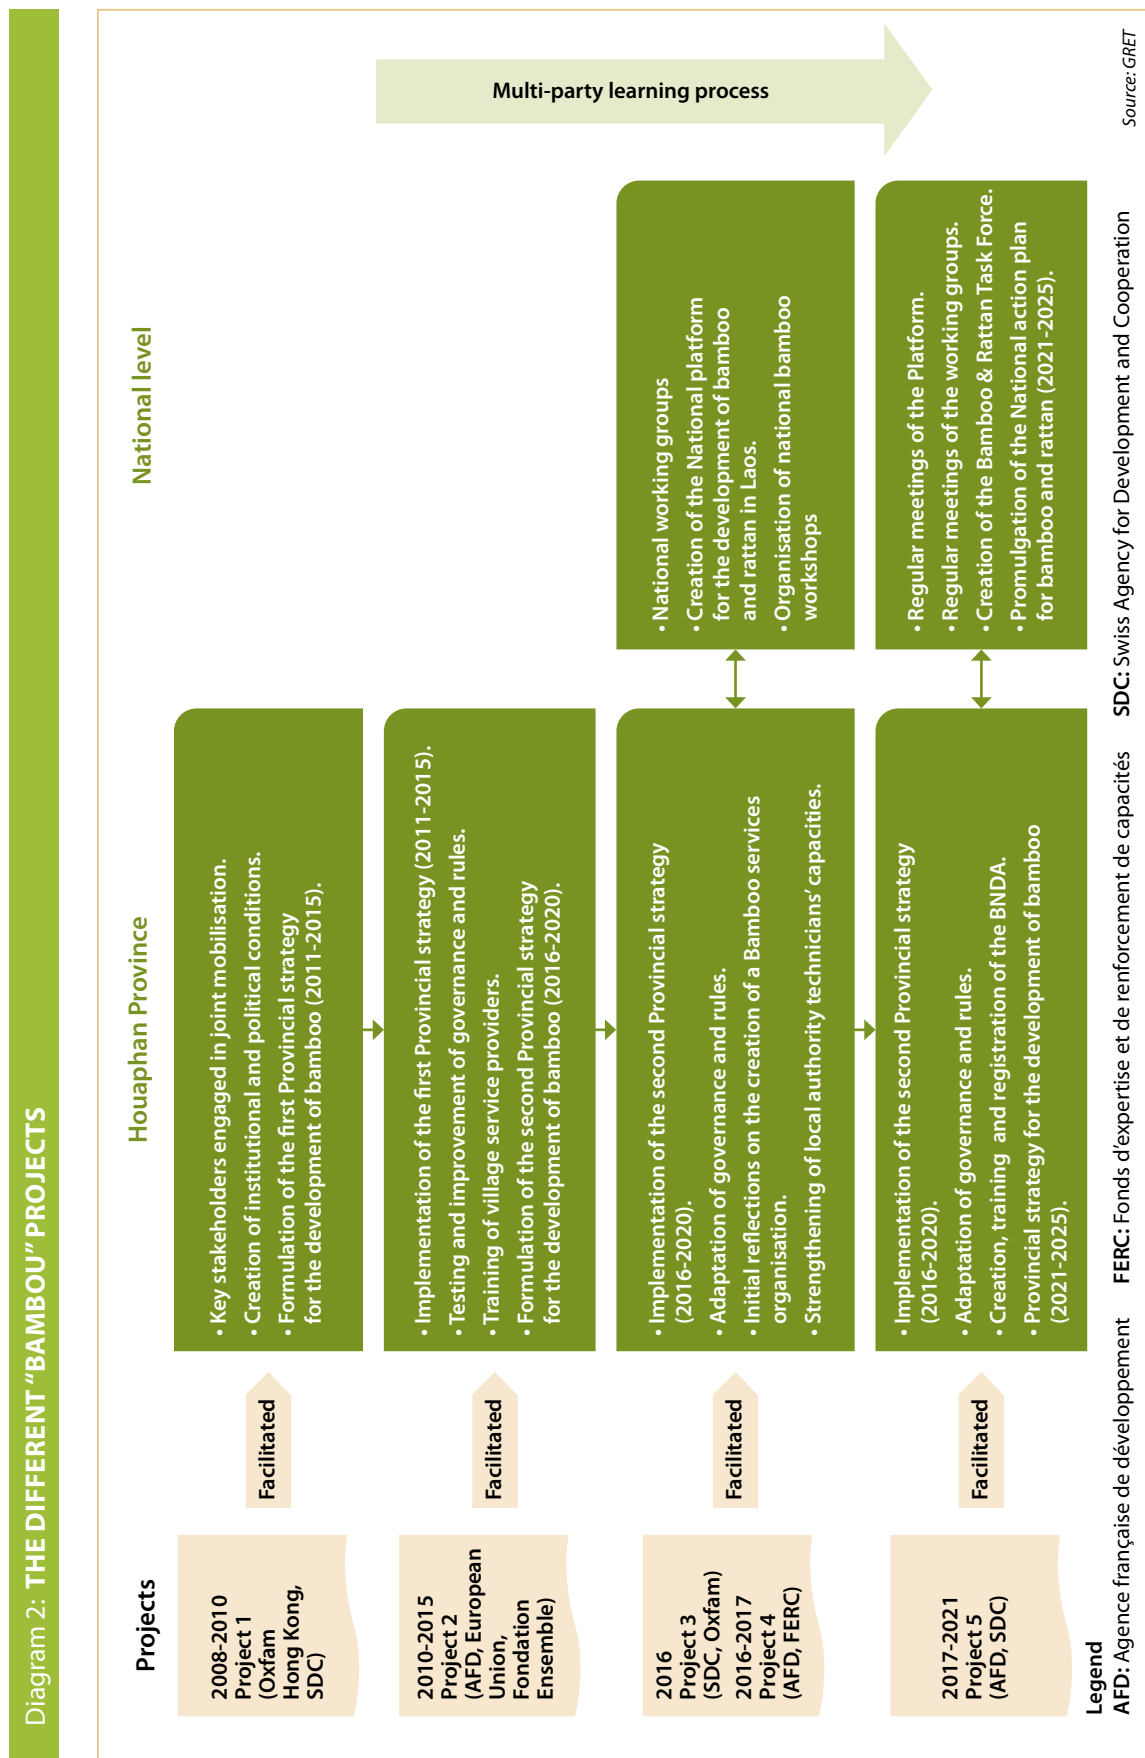 Diagram 2: THE DIFFERENT “BAMBOU” PROJECTS
Projects
Houaphan Province
National level
2008-2010
Project 1
(Oxfam
Hong Kong,
SDC)
Facilitated
• Key stakeholders engaged in joint mobilisation.
• Creation of institutional and political conditions.
• Formulation of the first Provincial strategy
for the development of bamboo (2011-2015).
2010-2015
Project 2
(AFD, European
Union,
Fondation
Ensemble)
Facilitated
• Implementation of the first Provincial strategy (2011-2015).
• Testing and improvement of governance and rules.
• Training of village service providers.
• Formulation of the second Provincial strategy
for the development of bamboo (2016-2020).
2016
Project 3
(SDC, Oxfam)
2016-2017
Project 4
(AFD, FERC)
Facilitated
• Implementation of the second Provincial strategy
(2016-2020).
• Adaptation of governance and rules.
• Initial reflections on the creation of a Bamboo services
organisation.
• Strengthening of local authority technicians’ capacities.
• National working groups
• Creation of the National platform
for the development of bamboo
and rattan in Laos.
• Organisation of national bamboo
workshops
2017-2021
Project 5
(AFD, SDC)
Facilitated
• Implementation of the second Provincial strategy
(2016-2020).
• Adaptation of governance and rules.
• Creation, training and registration of the BNDA.
• Provincial strategy for the development of bamboo
(2021-2025).
• Regular meetings of the Platform.
• Regular meetings of the working groups.
• Creation of the Bamboo & Rattan Task Force.
• Promulgation of the National action plan
for bamboo and rattan (2021-2025).
Multi-party learning process
Legend
AFD: Agence française de développement FERC: Fonds d’expertise et de renforcement de capacités SDC: Swiss Agency for Development and Cooperation
Source: GRET